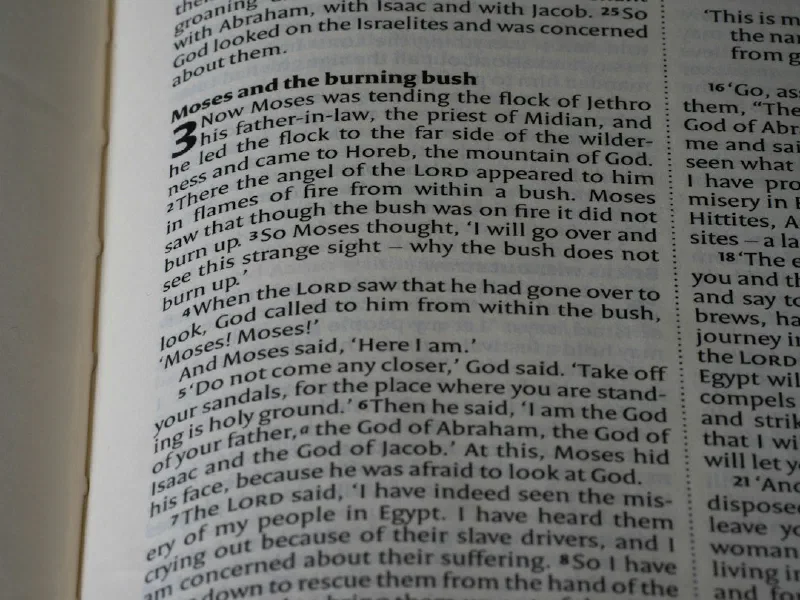 groaning and
with Abraham, with Isaac and with Jacob. 25So
God looked on the Israelites and was concerned
about them.
Moses and the burning bush
3 Now Moses was tending the flock of Jethro
his father-in-law, the priest of Midian, and
he led the flock to the far side of the wilder-
ness and came to Horeb, the mountain of God.
2There the angel of the LORD appeared to him
in flames of fire from within a bush. Moses
saw that though the bush was on fire it did not
burn up. 3So Moses thought, ‘I will go over and
see this strange sight – why the bush does not
burn up.’
4When the LORD saw that he had gone over to
look, God called to him from within the bush,
‘Moses! Moses!’
And Moses said, ‘Here I am.’
5‘Do not come any closer,’ God said. ‘Take off
your sandals, for the place where you are stand-
ing is holy ground.’ 6Then he said, ‘I am the God
of your father,a the God of Abraham, the God of
Isaac and the God of Jacob.’ At this, Moses hid
his face, because he was afraid to look at God.
7The LORD said, ‘I have indeed seen the mis-
ery of my people in Egypt. I have heard them
crying out because of their slave drivers, and I
am concerned about their suffering. 8So I have
down to rescue them from the hand of the
‘This is m
the na
from g
16‘Go, as
them, “The
God of Abr
me and sai
seen what
I have pro
misery in E
Hittites, A
sites – a la
18‘The e
you and th
and say to
brews, ha
journey in
the LORD
Egypt wil
compels
and strik
that I wi
will let y
21‘And
dispose
leave yo
woman
living in
and fo